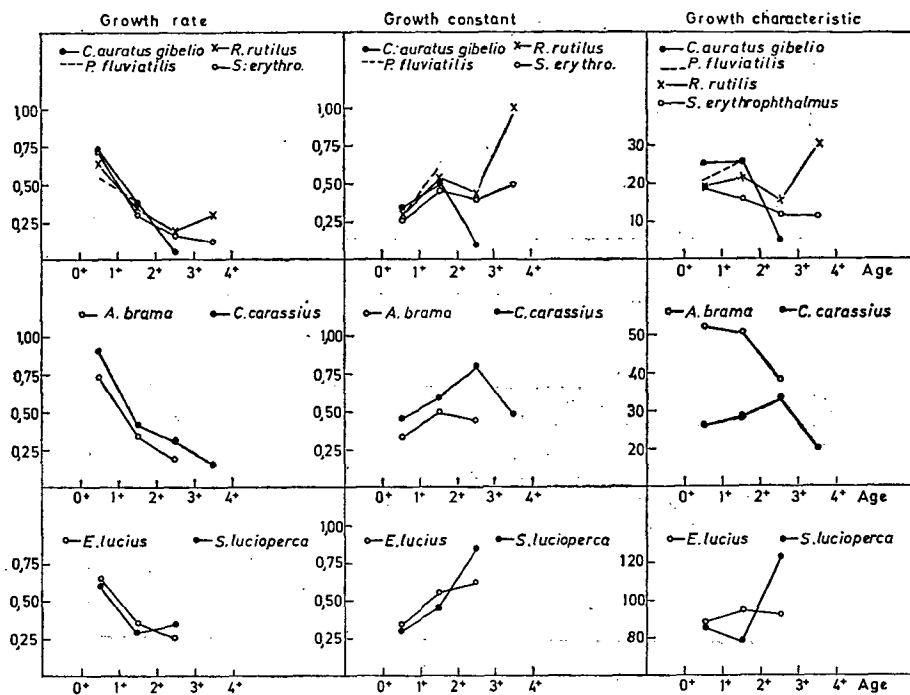 Growth rate Growth constant Growth characteristic
C.auratus gibelio R.rutilus
P. fluviatilis S.erythro.
1,00
0,75
0,50
0,25
0+ 1+ 2+ 3+ 4+
C.auratus gibelio R.rutilus
P. fluviatilis S. erythro.
1,00
0,75
0,50
0,25
0+ 1+ 2+ 3+ 4+
C.auratus gibelio
P. fluviatilis
R. rutilis
S. erythrophthalmus
30
20
10
0+ 1+ 2+ 3+ 4+ Age
A. brama C.carassius
1,00
0,75
0,50
0,25
0+ 1+ 2+ 3+ 4+
A. brama C.carassius
1,00
0,75
0,50
0,25
0+ 1+ 2+ 3+ 4+
A.brama C.carassius
50
40
30
20
0+ 1+ 2+ 3+ 4+ Age
E.lucius S.lucioperca
0,75
0,50
0,25
0+ 1+ 2+ 3+ 4+
E.lucius S.lucioperca
1,00
0,75
0,50
0,25
0+ 1+ 2+ 3+ 4+
E.lucius S.lucioperca
120
100
80
0+ 1+ 2+ 3+ 4+ Age